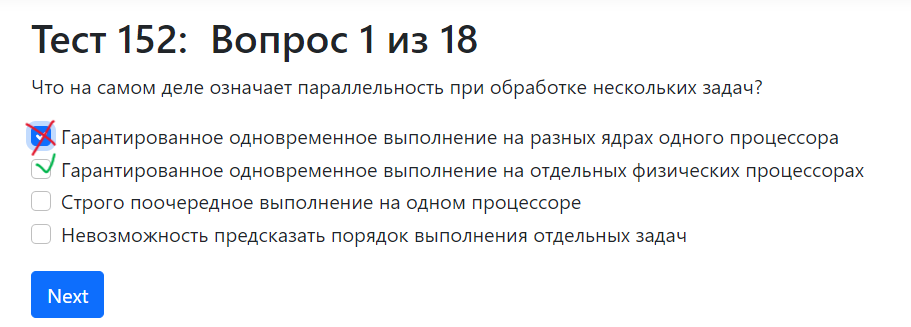 Тест 152: Вопрос 1 из 18
Что на самом деле означает параллельность при обработке нескольких задач?
Гарантированное одновременное выполнение на разных ядрах одного процессора
Гарантированное одновременное выполнение на отдельных физических процессорах
Строго поочередное выполнение на одном процессоре
Невозможность предсказать порядок выполнения отдельных задач
Next